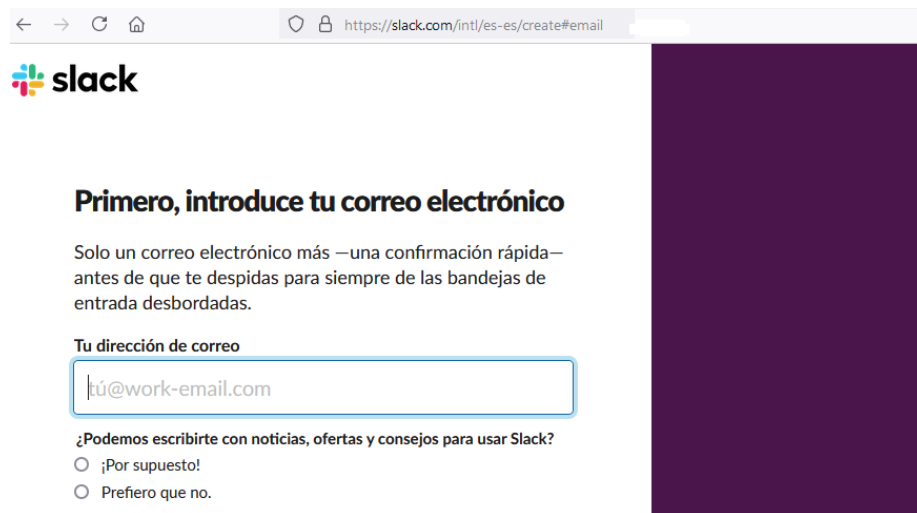 https://slack.com/intl/es-es/create#email
slack
Primero, introduce tu correo electrónico
Solo un correo electrónico más —una confirmación rápida—
antes de que te despidas para siempre de las bandejas de
entrada desbordadas.
Tu dirección de correo
tú@work-email.com
¿Podemos escribirte con noticias, ofertas y consejos para usar Slack?
¡Por supuesto!
Prefiero que no.